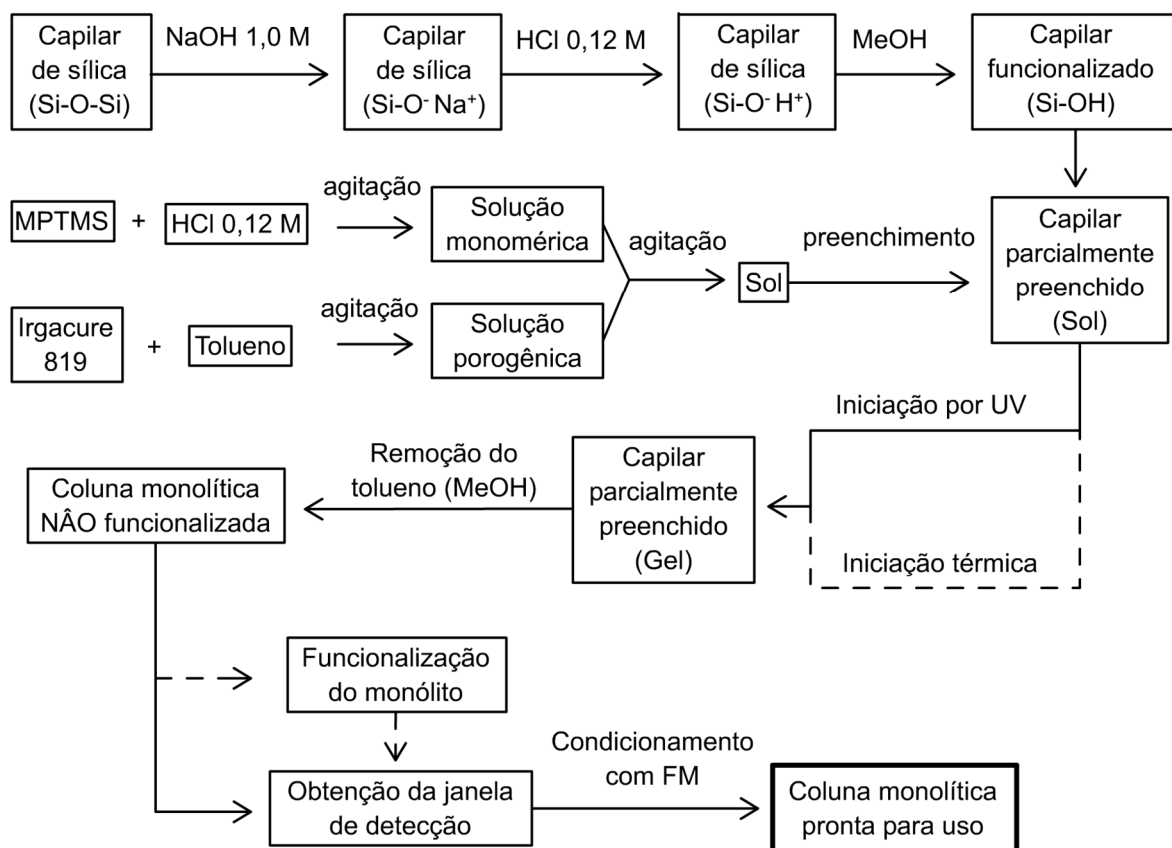 Capilar
de sílica
(Si-O-Si)
NaOH 1,0 M
Capilar
de sílica
(Si-O⁻ Na⁺)
HCl 0,12 M
Capilar
de sílica
(Si-O⁻ H⁺)
MeOH
Capilar
funcionalizado
(Si-OH)
MPTMS
+
HCl 0,12 M
agitação
Solução
monomérica
Irgacure
819
+
Tolueno
agitação
Solução
porogênica
agitação
Sol
preenchimento
Capilar
parcialmente
preenchido
(Sol)
Iniciação por UV
Iniciação térmica
Capilar
parcialmente
preenchido
(Gel)
Remoção do
tolueno (MeOH)
Coluna monolítica
NÂO funcionalizada
Funcionalização
do monólito
Obtenção da janela
de detecção
Condicionamento
com FM
Coluna monolítica
pronta para uso